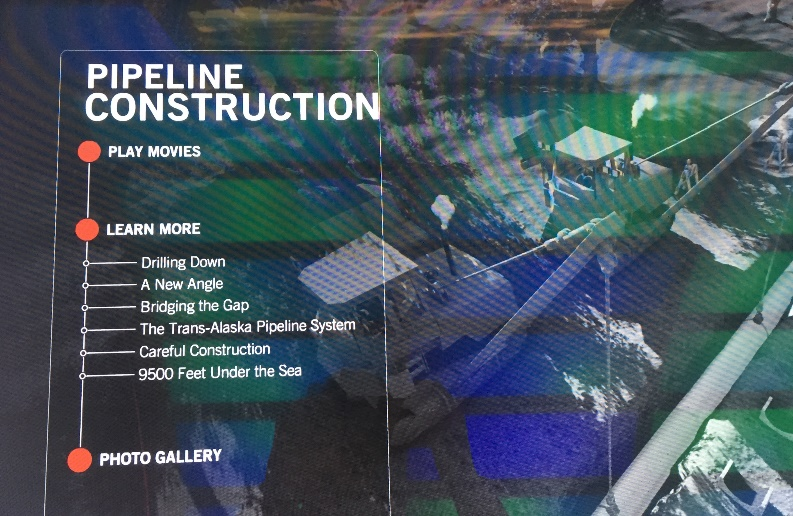 PIPELINE
CONSTRUCTION
PLAY MOVIES
LEARN MORE
Drilling Down
A New Angle
Bridging the Gap
The Trans-Alaska Pipeline System
Careful Construction
9500 Feet Under the Sea
PHOTO GALLERY